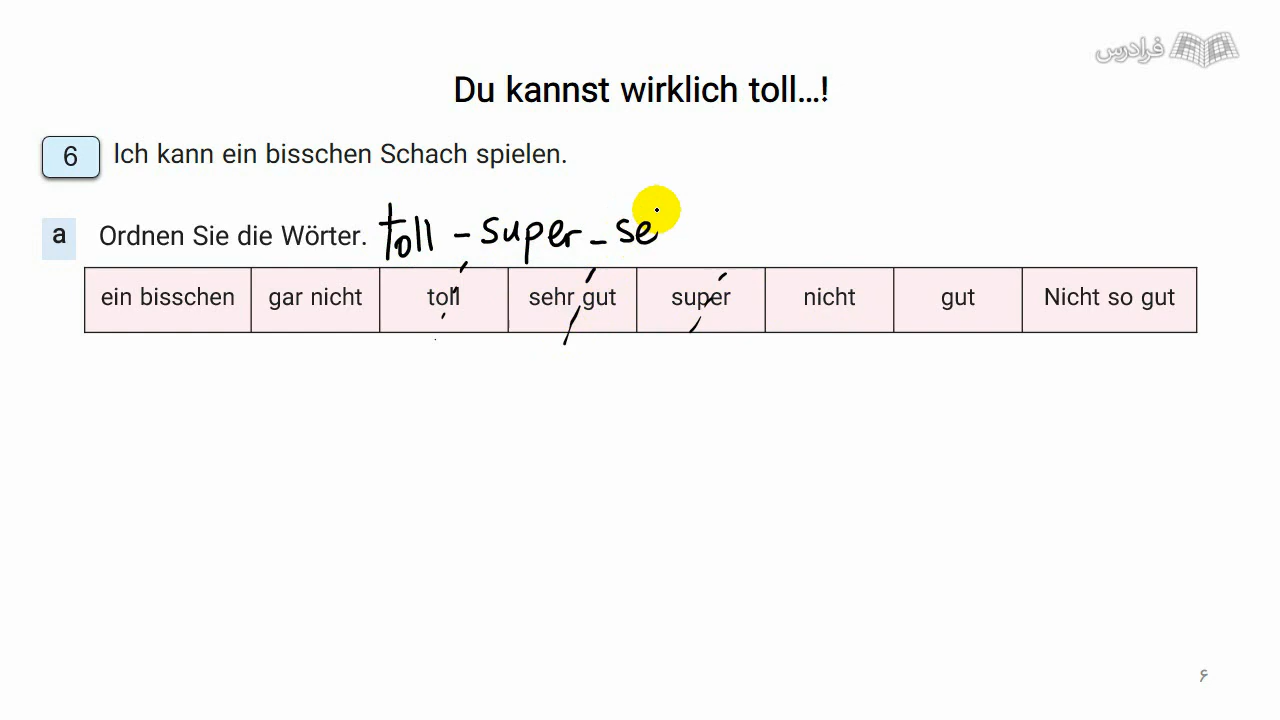 فرادرس
Du kannst wirklich toll...!
6 Ich kann ein bisschen Schach spielen.
a Ordnen Sie die Wörter. toll - super - se
ein bisschen gar nicht toll sehr gut super nicht gut Nicht so gut
۶